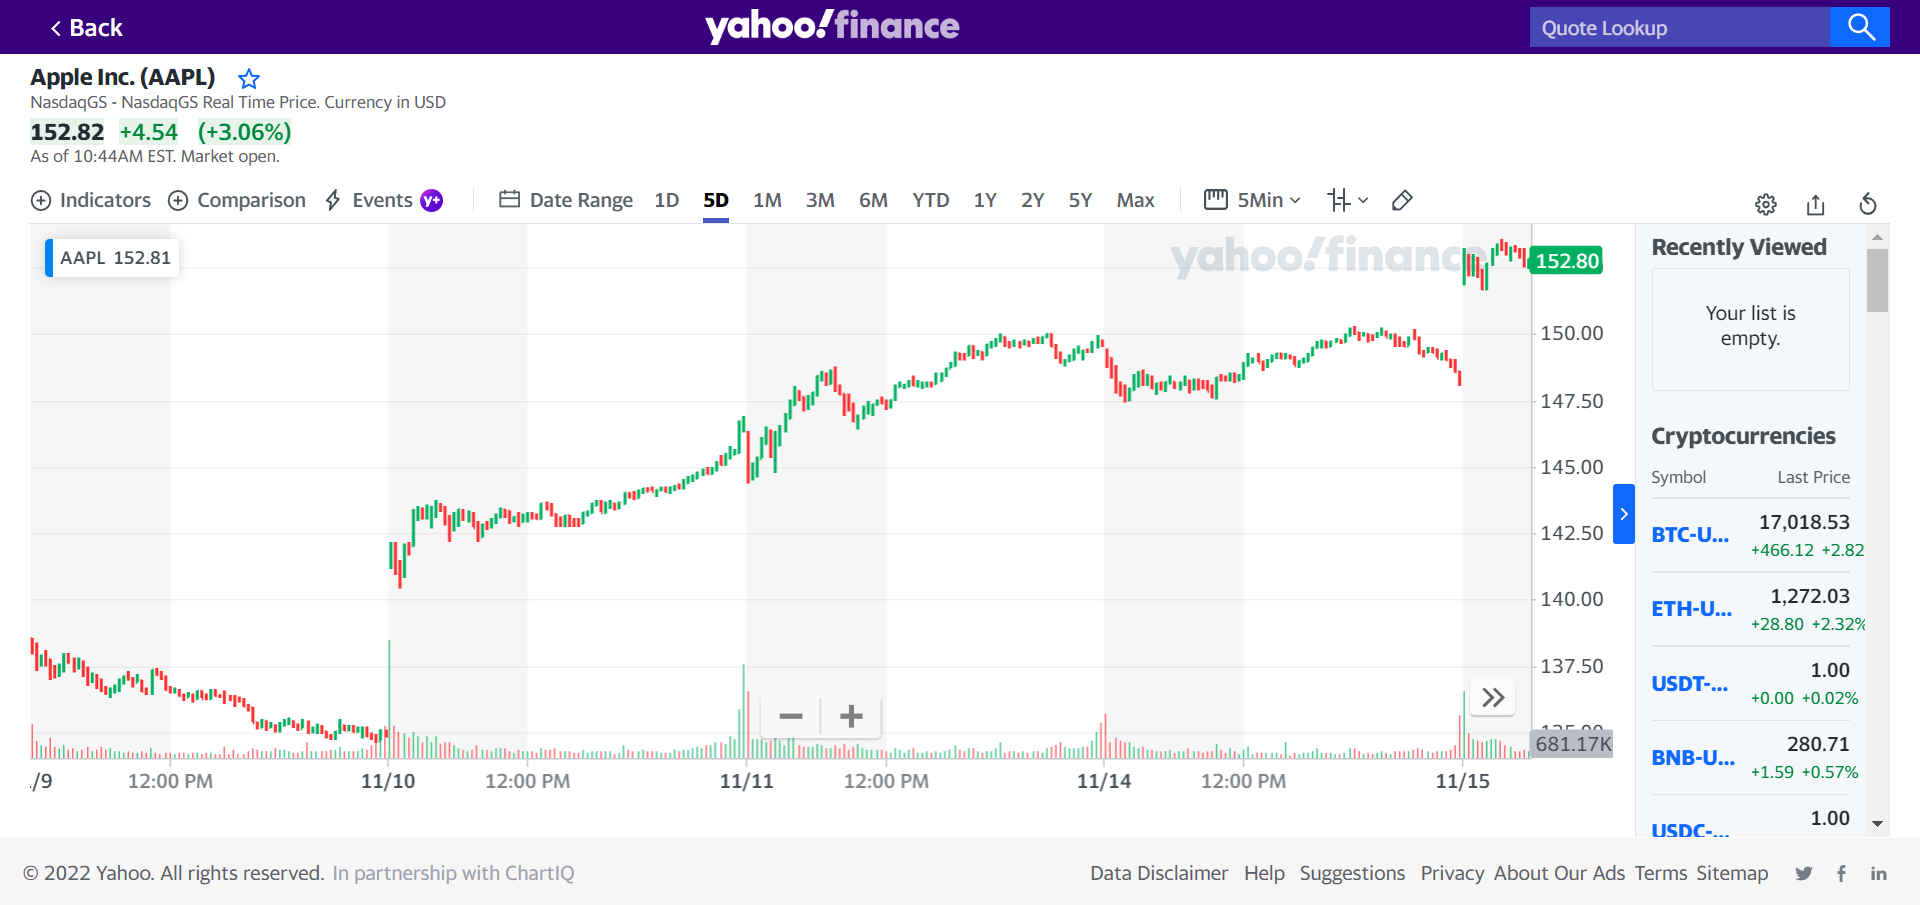 Back
yahoo!finance
Quote Lookup
Apple Inc. (AAPL)
NasdaqGS - NasdaqGS Real Time Price. Currency in USD
152.82 +4.54 (+3.06%)
As of 10:44AM EST. Market open.
Indicators Comparison Events Y+ Date Range 1D 5D 1M 3M 6M YTD 1Y 2Y 5Y Max 5Min
AAPL 152.81
yahoo!finance
152.80
150.00
147.50
145.00
142.50
140.00
137.50
135.00
681.17K
/9 12:00 PM 11/10 12:00 PM 11/11 12:00 PM 11/14 12:00 PM 11/15
Recently Viewed
Your list is
empty.
Cryptocurrencies
Symbol Last Price
BTC-U... 17,018.53
+466.12 +2.82
ETH-U... 1,272.03
+28.80 +2.32%
USDT-... 1.00
+0.00 +0.02%
BNB-U... 280.71
+1.59 +0.57%
USDC-... 1.00
© 2022 Yahoo. All rights reserved. In partnership with ChartIQ
Data Disclaimer Help Suggestions Privacy About Our Ads Terms Sitemap